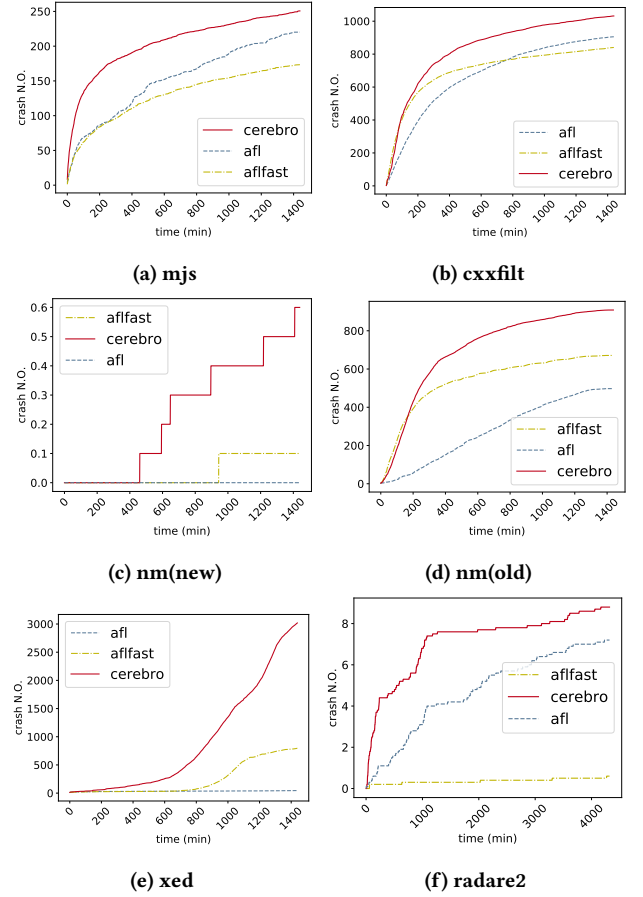 250
200
150
100
50
0
crash N.O.
cerebro
afl
aflfast
0
200
400
600
800
1000
1200
1400
time (min)
(a) mjs
1000
800
600
400
200
0
crash N.O.
afl
aflfast
cerebro
0
200
400
600
800
1000
1200
1400
time (min)
(b) cxxfilt
0.6
0.5
0.4
0.3
0.2
0.1
0.0
crash N.O.
aflfast
cerebro
afl
0
200
400
600
800
1000
1200
1400
time (min)
(c) nm(new)
800
600
400
200
0
crash N.O.
aflfast
afl
cerebro
0
200
400
600
800
1000
1200
1400
time (min)
(d) nm(old)
3000
2500
2000
1500
1000
500
0
crash N.O.
afl
aflfast
cerebro
0
200
400
600
800
1000
1200
1400
time (min)
(e) xed
8
6
4
2
0
crash N.O.
aflfast
cerebro
afl
0
1000
2000
3000
4000
time (min)
(f) radare2